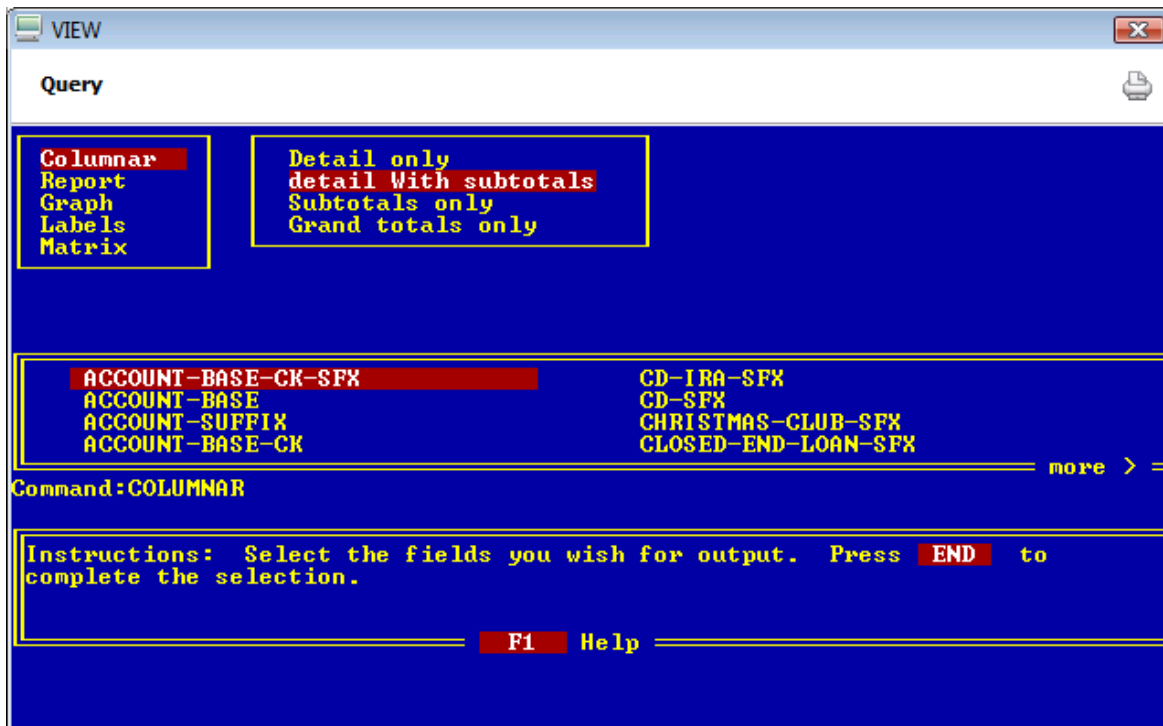 VIEW
Query
Columnar
Report
Graph
Labels
Matrix
Detail only
detail With subtotals
Subtotals only
Grand totals only
ACCOUNT-BASE-CK-SFX CD-IRA-SFX
ACCOUNT-BASE CD-SFX
ACCOUNT-SUFFIX CHRISTMAS-CLUB-SFX
ACCOUNT-BASE-CK CLOSED-END-LOAN-SFX
more >
Command:COLUMNAR
Instructions: Select the fields you wish for output. Press END to
complete the selection.
F1 Help